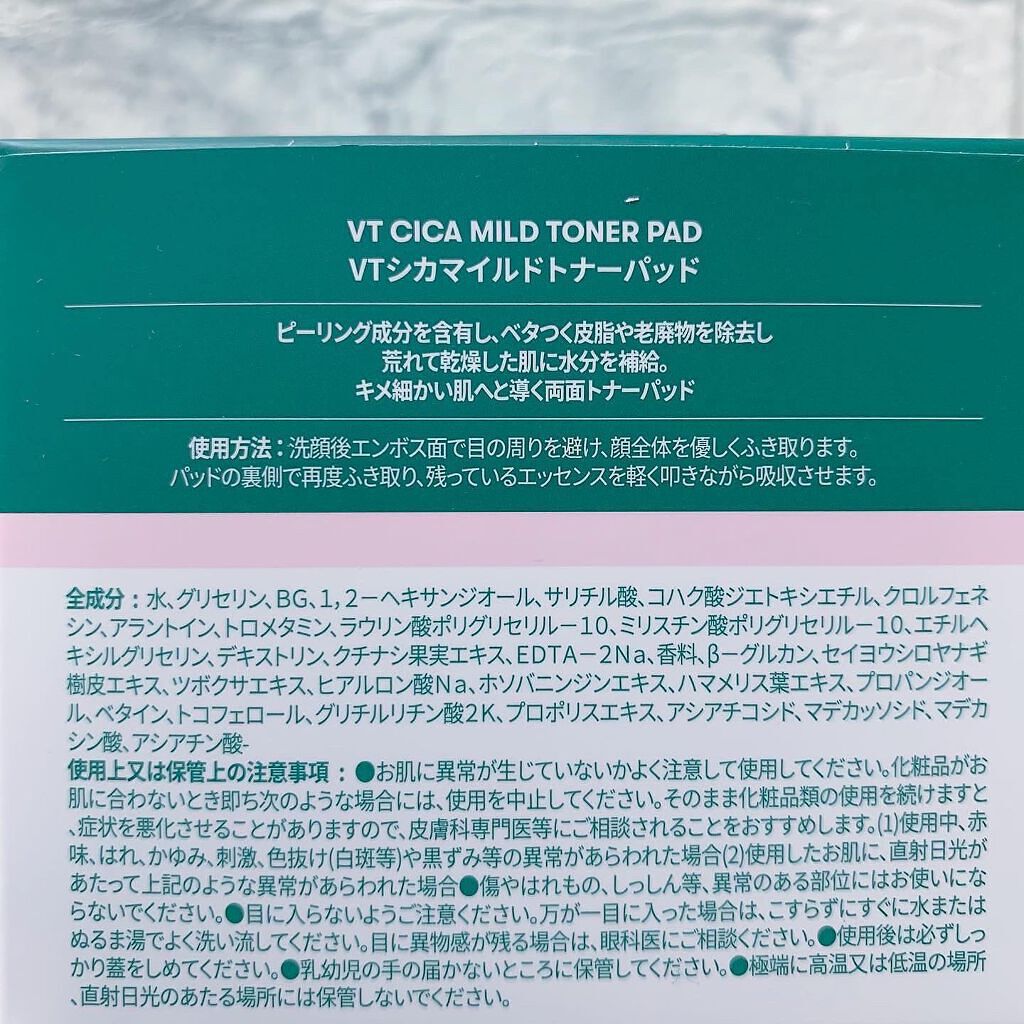 VT CICA MILD TONER PAD
VTシカマイルドトナーパッド
ピーリング成分を含有し、ベタつく皮脂や老廃物を除去し
荒れて乾燥した肌に水分を補給。
キメ細かい肌へと導く両面トナーパッド
使用方法：洗顔後エンボス面で目の周りを避け、顔全体を優しくふき取ります。
パッドの裏側で再度ふき取り、残っているエッセンスを軽く叩きながら吸収させます。
全成分：水、グリセリン、BG、1，2－ヘキサンジオール、サリチル酸、コハク酸ジエトキシエチル、クロルフェネ
シン、アラントイン、トロメタミン、ラウリン酸ポリグリセリル－10、ミリスチン酸ポリグリセリル－10、エチルヘ
キシルグリセリン、デキストリン、クチナシ果実エキス、EDTA－2Na、香料、β－グルカン、セイヨウシロヤナギ
樹皮エキス、ツボクサエキス、ヒアルロン酸Na、ホソバニンジンエキス、ハマメリス葉エキス、プロパンジオー
ル、ベタイン、トコフェロール、グリチルリチン酸2K、プロポリスエキス、アシアチコシド、マデカッソシド、マデカ
シン酸、アシアチン酸-
使用上又は保管上の注意事項：●お肌に異常が生じていないかよく注意して使用してください。化粧品がお
肌に合わないとき即ち次のような場合には、使用を中止してください。そのまま化粧品類の使用を続けますと
、症状を悪化させることがありますので、皮膚科専門医等にご相談されることをおすすめします。(1)使用中、赤
味、はれ、かゆみ、刺激、色抜け(白斑等)や黒ずみ等の異常があらわれた場合(2)使用したお肌に、直射日光が
あたって上記のような異常があらわれた場合●傷やはれもの、しっしん等、異常のある部位にはお使いにな
らないでください。●目に入らないようご注意ください。万が一目に入った場合は、こすらずにすぐに水または
ぬるま湯でよく洗い流してください。目に異物感が残る場合は、眼科医にご相談ください。●使用後は必ずしっ
かり蓋をしめてください。●乳幼児の手の届かないところに保管してください。●極端に高温又は低温の場所
、直射日光のあたる場所には保管しないでください。